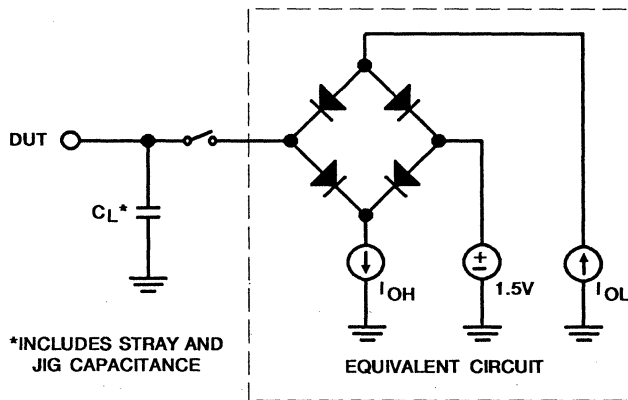 DUT
CL*
+
−
IOH
1.5V
IOL
*INCLUDES STRAY AND
JIG CAPACITANCE
EQUIVALENT CIRCUIT